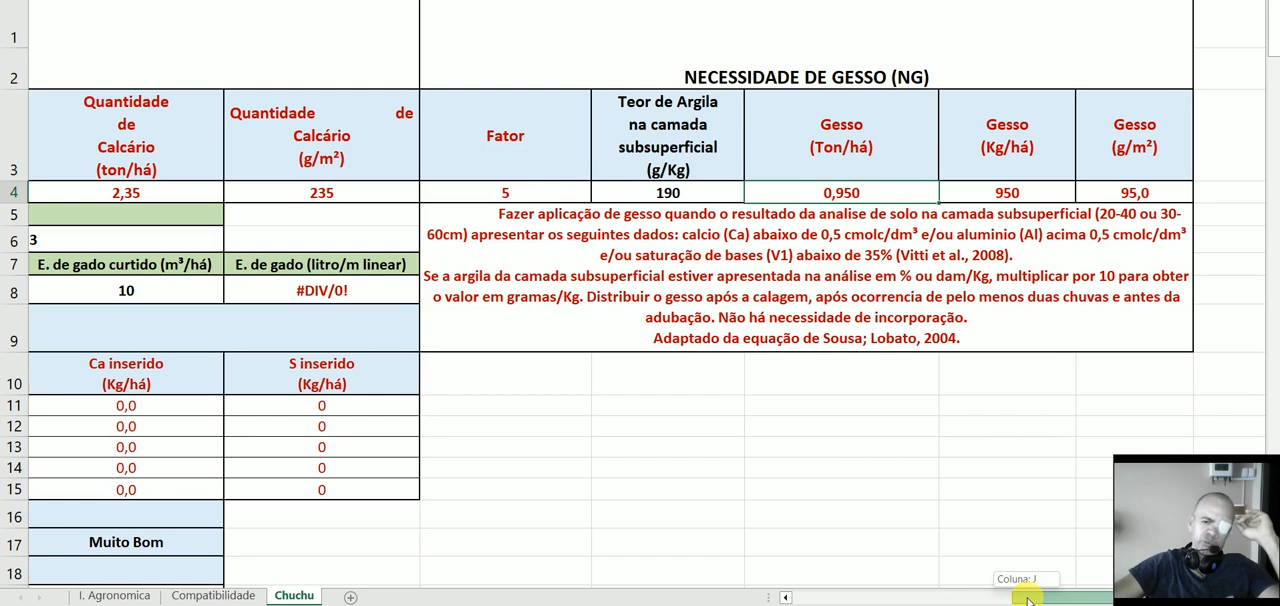 1
2
NECESSIDADE DE GESSO (NG)
3
Quantidade
de
Calcário
(ton/há)
Quantidade de
Calcário
(g/m²)
Fator
Teor de Argila
na camada
subsuperficial
(g/Kg)
Gesso
(Ton/há)
Gesso
(Kg/há)
Gesso
(g/m²)
4 2,35 235 5 190 0,950 950 95,0
5
6 3
7 E. de gado curtido (m³/há) E. de gado (litro/m linear)
8 10 #DIV/0!
9
Fazer aplicação de gesso quando o resultado da analise de solo na camada subsuperficial (20-40 ou 30-
60cm) apresentar os seguintes dados: calcio (Ca) abaixo de 0,5 cmolc/dm³ e/ou aluminio (Al) acima 0,5 cmolc/dm³
e/ou saturação de bases (V1) abaixo de 35% (Vitti et al., 2008).
Se a argila da camada subsuperficial estiver apresentada na análise em % ou dam/Kg, multiplicar por 10 para obter
o valor em gramas/Kg. Distribuir o gesso após a calagem, após ocorrencia de pelo menos duas chuvas e antes da
adubação. Não há necessidade de incorporação.
Adaptado da equação de Sousa; Lobato, 2004.
10
Ca inserido
(Kg/há)
S inserido
(Kg/há)
11 0,0 0
12 0,0 0
13 0,0 0
14 0,0 0
15 0,0 0
16
17 Muito Bom
18
Coluna: J
I. Agronomica Compatibilidade Chuchu